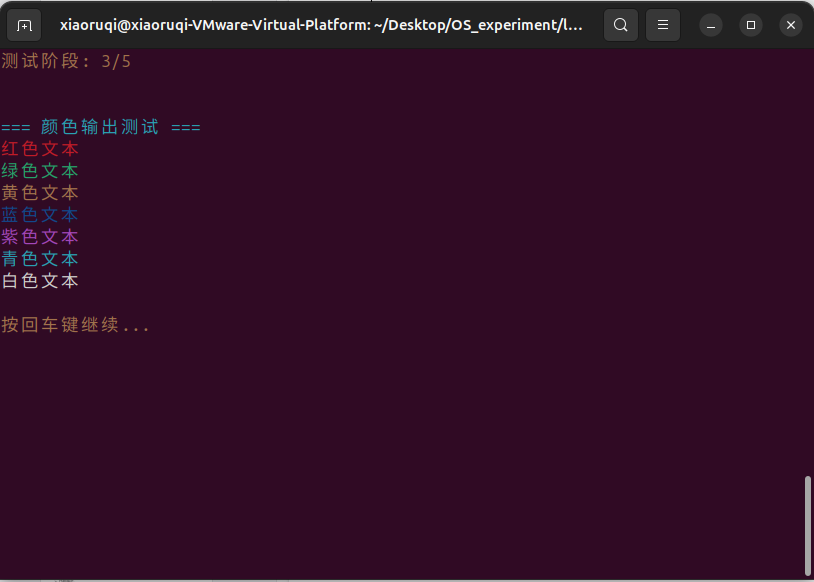 xiaoruqi@xiaoruqi-VMware-Virtual-Platform: ~/Desktop/OS_experiment/l...
测试阶段: 3/5
=== 颜色输出测试 ===
红色文本
绿色文本
黄色文本
蓝色文本
紫色文本
青色文本
白色文本
按回车键继续...